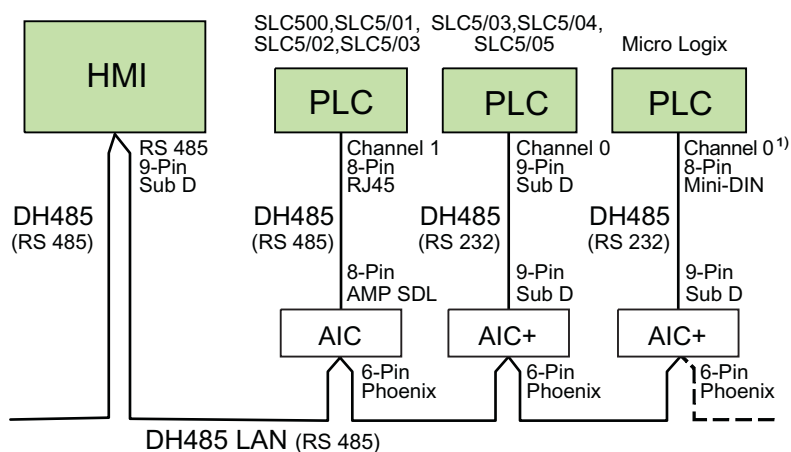 SLC500,SLC5/01,
SLC5/02,SLC5/03
SLC5/03,SLC5/04,
SLC5/05
Micro Logix
HMI
PLC
PLC
PLC
RS 485
9-Pin
Sub D
Channel 1
8-Pin
RJ45
Channel 0
9-Pin
Sub D
Channel 0 1)
8-Pin
Mini-DIN
DH485
(RS 485)
DH485
(RS 485)
DH485
(RS 232)
DH485
(RS 232)
8-Pin
AMP SDL
9-Pin
Sub D
9-Pin
Sub D
AIC
AIC+
AIC+
6-Pin
Phoenix
6-Pin
Phoenix
6-Pin
Phoenix
DH485 LAN (RS 485)